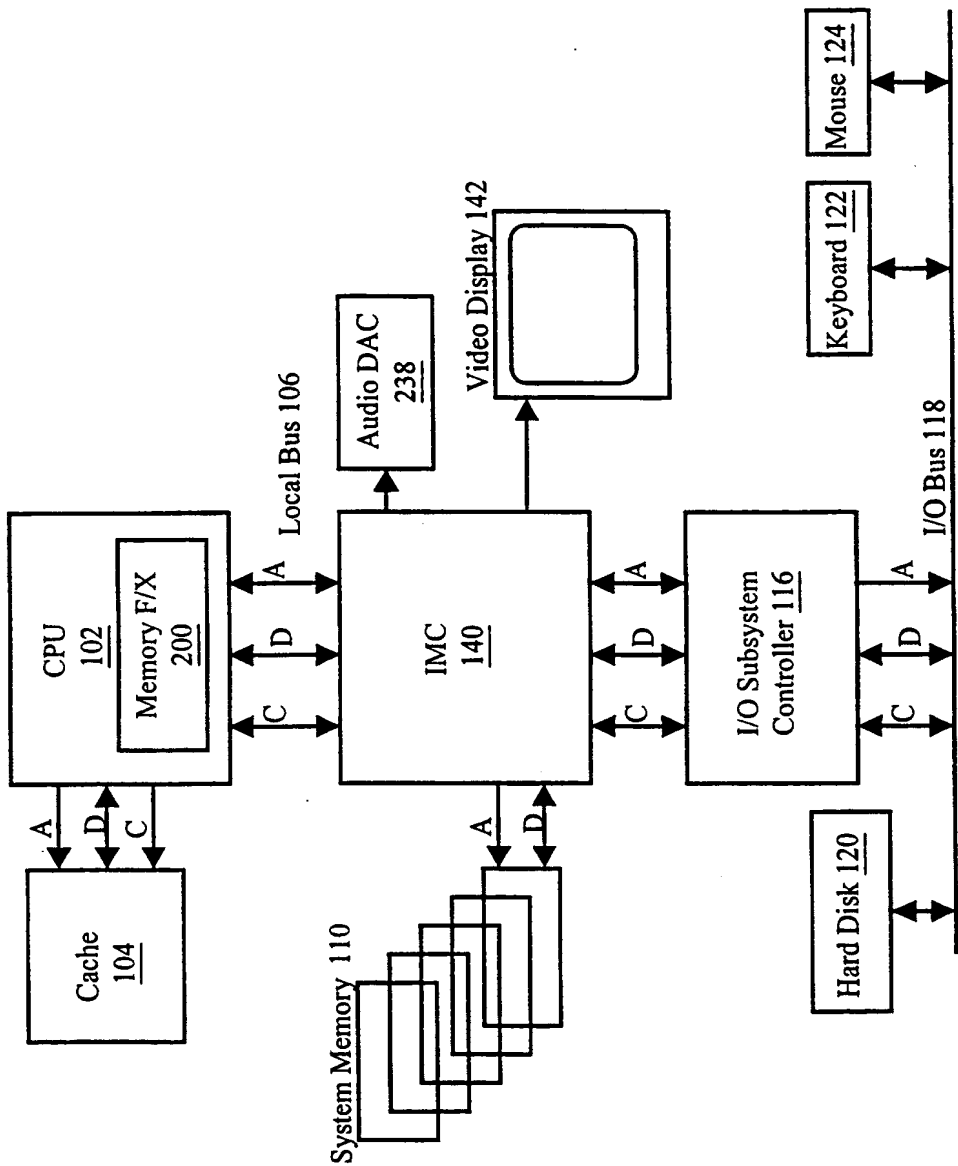 Cache
104
A
D
C
CPU
102
Memory F/X
200
C
D
A
Local Bus 106
System Memory 110
A
D
IMC
140
Audio DAC
238
Video Display 142
C
D
A
I/O Subsystem
Controller 116
C
D
A
I/O Bus 118
Hard Disk 120
Keyboard 122
Mouse 124